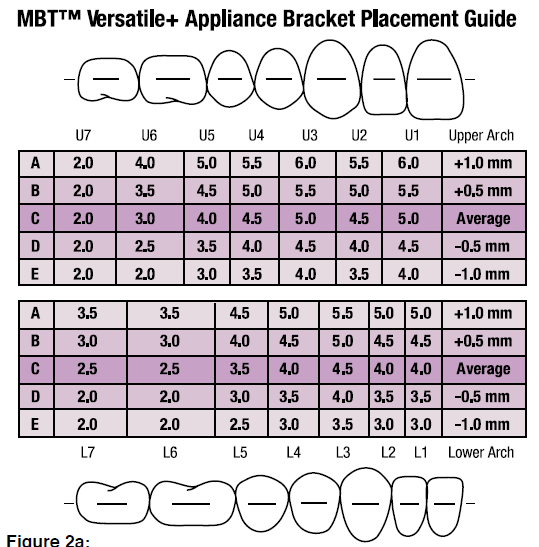 MBT™ Versatile+ Appliance Bracket Placement Guide
U7 U6 U5 U4 U3 U2 U1 Upper Arch
A 2.0 4.0 5.0 5.5 6.0 5.5 6.0 +1.0 mm
B 2.0 3.5 4.5 5.0 5.5 5.0 5.5 +0.5 mm
C 2.0 3.0 4.0 4.5 5.0 4.5 5.0 Average
D 2.0 2.5 3.5 4.0 4.5 4.0 4.5 –0.5 mm
E 2.0 2.0 3.0 3.5 4.0 3.5 4.0 –1.0 mm
A 3.5 3.5 4.5 5.0 5.5 5.0 5.0 +1.0 mm
B 3.0 3.0 4.0 4.5 5.0 4.5 4.5 +0.5 mm
C 2.5 2.5 3.5 4.0 4.5 4.0 4.0 Average
D 2.0 2.0 3.0 3.5 4.0 3.5 3.5 –0.5 mm
E 2.0 2.0 2.5 3.0 3.5 3.0 3.0 –1.0 mm
L7 L6 L5 L4 L3 L2 L1 Lower Arch
Figure 2a: